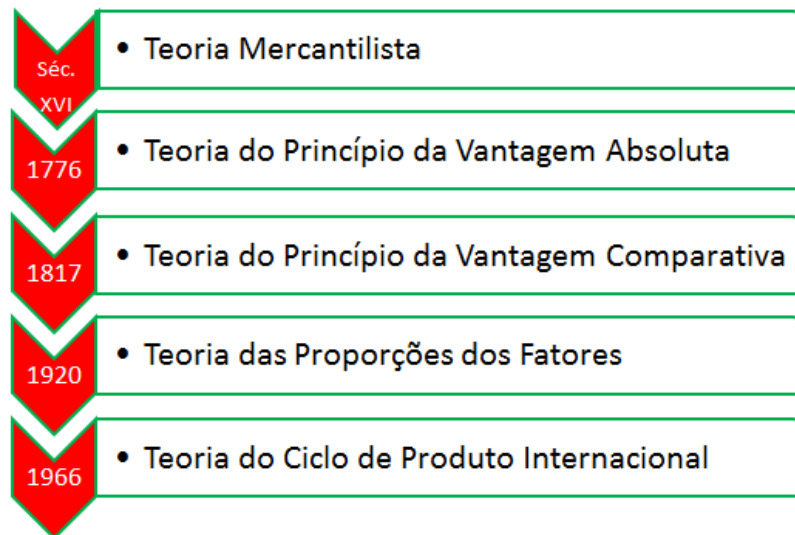 Séc.
XVI
• Teoria Mercantilista
1776
• Teoria do Princípio da Vantagem Absoluta
1817
• Teoria do Princípio da Vantagem Comparativa
1920
• Teoria das Proporções dos Fatores
1966
• Teoria do Ciclo de Produto Internacional